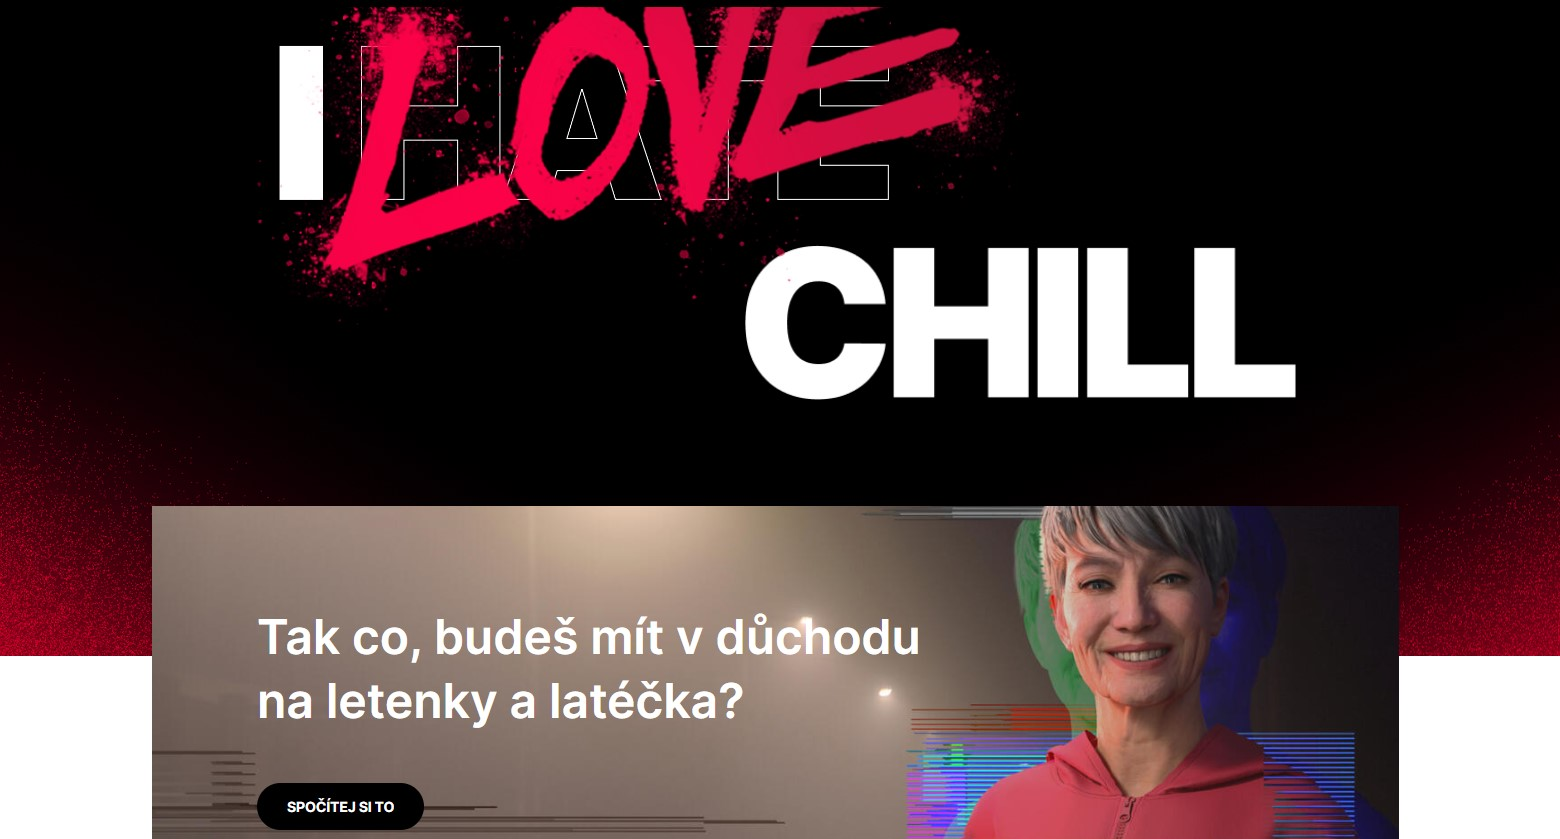 I HATE
LOVE
CHILL
Tak co, budeš mít v důchodu
na letenky a latéčka?
SPOČÍTEJ SI TO